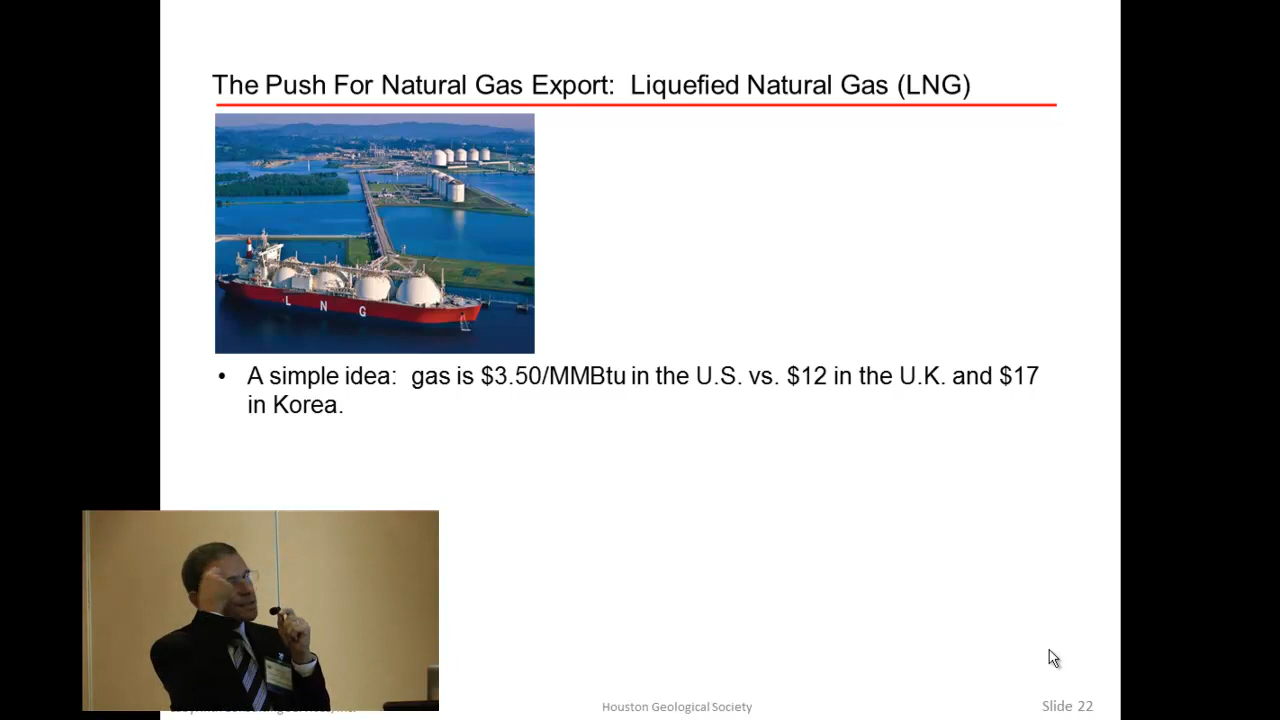 The Push For Natural Gas Export: Liquefied Natural Gas (LNG)
L N G
• A simple idea: gas is $3.50/MMBtu in the U.S. vs. $12 in the U.K. and $17
in Korea.
Houston Geological Society
Slide 22